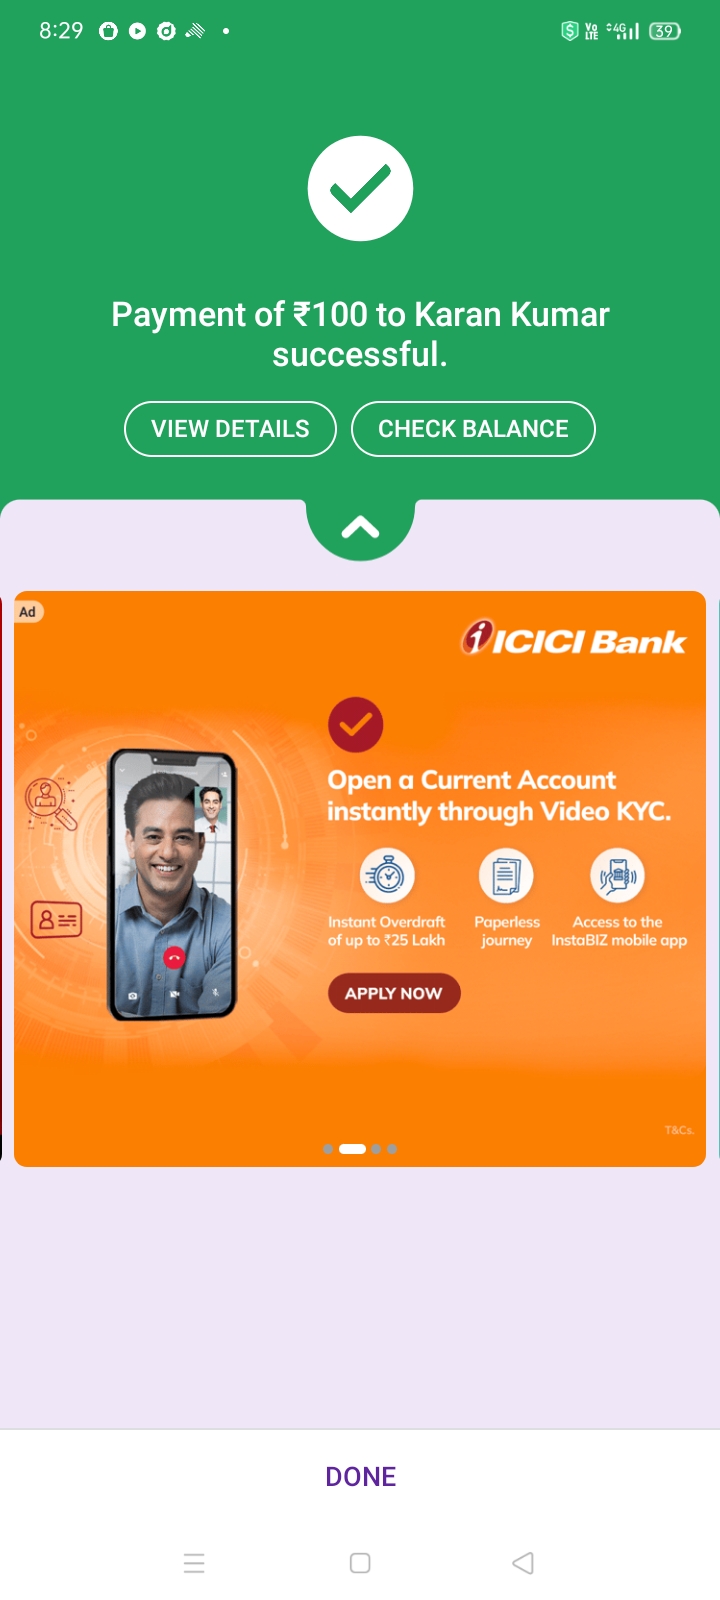 8:29
Vo LTE 4G 39
Payment of ₹100 to Karan Kumar
successful.
VIEW DETAILS CHECK BALANCE
Ad
ICICI Bank
Open a Current Account
instantly through Video KYC.
Instant Overdraft
of up to ₹25 Lakh
Paperless
journey
Access to the
InstaBIZ mobile app
APPLY NOW
T&Cs.
DONE